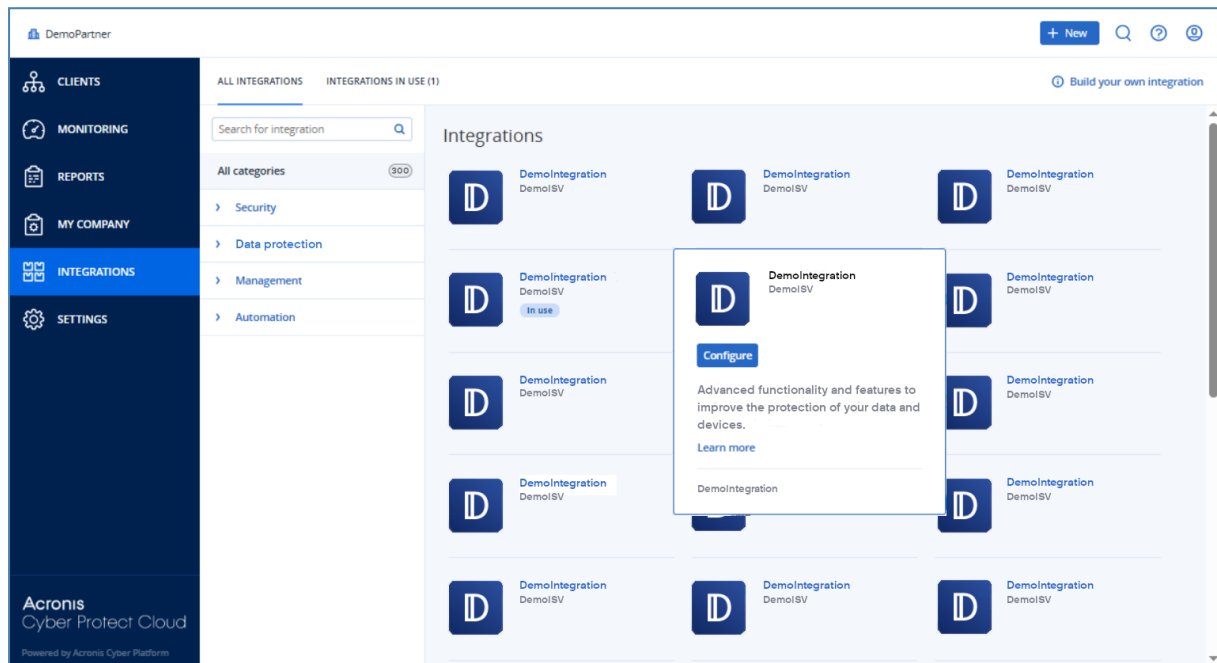 DemoPartner
+ New
CLIENTS
MONITORING
REPORTS
MY COMPANY
INTEGRATIONS
SETTINGS
Acronis
Cyber Protect Cloud
Powered by Acronis Cyber Platform
ALL INTEGRATIONS
INTEGRATIONS IN USE (1)
Build your own integration
Search for integration
All categories
300
Security
Data protection
Management
Automation
Integrations
D
DemoIntegration
DemoISV
D
DemoIntegration
DemoISV
D
DemoIntegration
DemoISV
D
DemoIntegration
DemoISV
In use
D
DemoIntegration
DemoISV
Configure
Advanced functionality and features to
improve the protection of your data and
devices.
Learn more
DemoIntegration
D
DemoIntegration
DemoISV
D
DemoIntegration
DemoISV
D
DemoIntegration
DemoISV
D
DemoIntegration
DemoISV
D
DemoIntegration
DemoISV
D
DemoIntegration
DemoISV
D
DemoIntegration
DemoISV
D
DemoIntegration
DemoISV